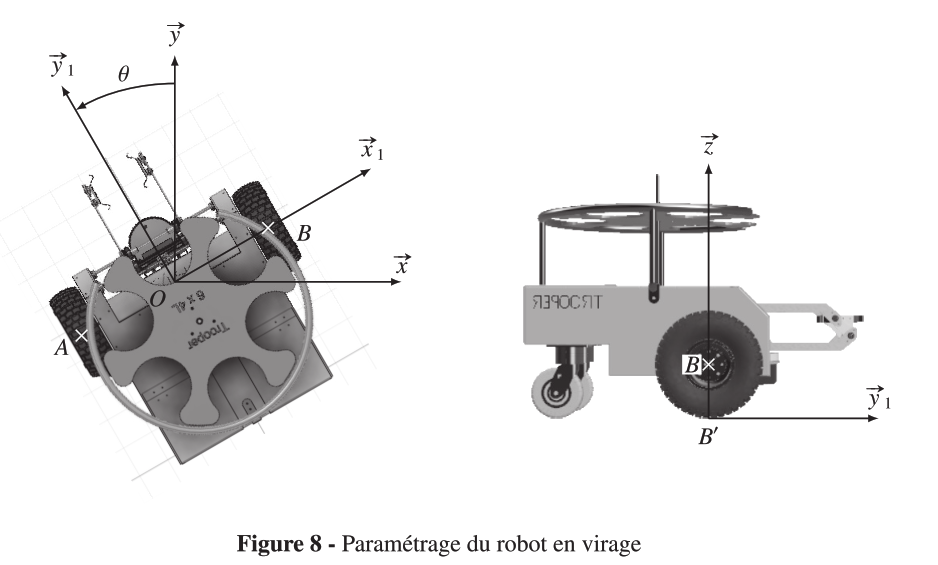 $\vec{y}$
$\vec{y}_1$
θ
$\vec{x}_1$
B
$\vec{x}$
O
6 x 4L
Trooper
A
$\vec{z}$
TROOPER
B
$\vec{y}_1$
B′
Figure 8 - Paramétrage du robot en virage